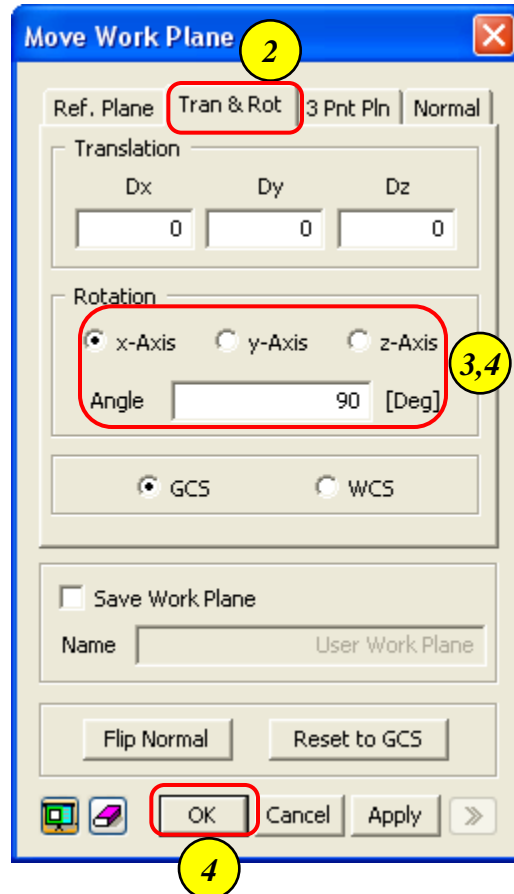 Move Work Plane
2
Ref. Plane Tran & Rot 3 Pnt Pln Normal
Translation
Dx Dy Dz
0 0 0
Rotation
x-Axis y-Axis z-Axis
3,4
Angle 90 [Deg]
GCS WCS
Save Work Plane
Name User Work Plane
Flip Normal Reset to GCS
OK Cancel Apply >>
4